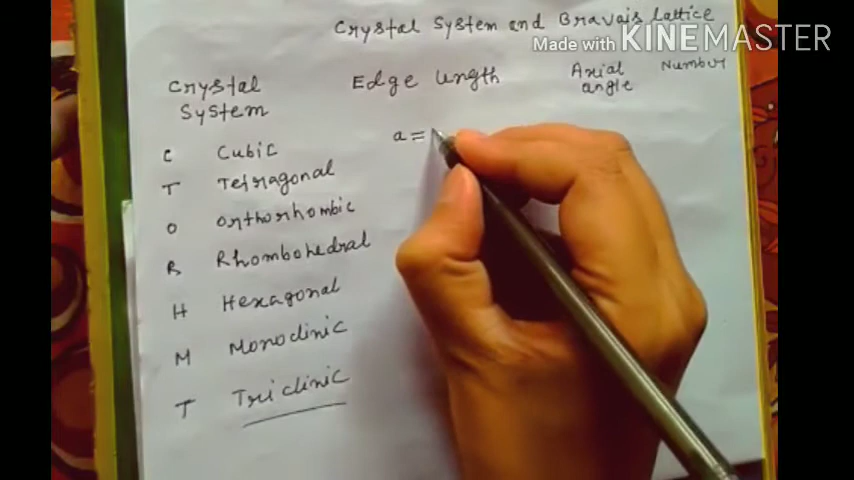 Crystal System and Bravais lattice
Made with KINEMASTER
Crystal System
Edge length
Axial angle
Number
C Cubic
a =
T Tetragonal
O Orthorhombic
R Rhombohedral
H Hexagonal
M Monoclinic
T Triclinic